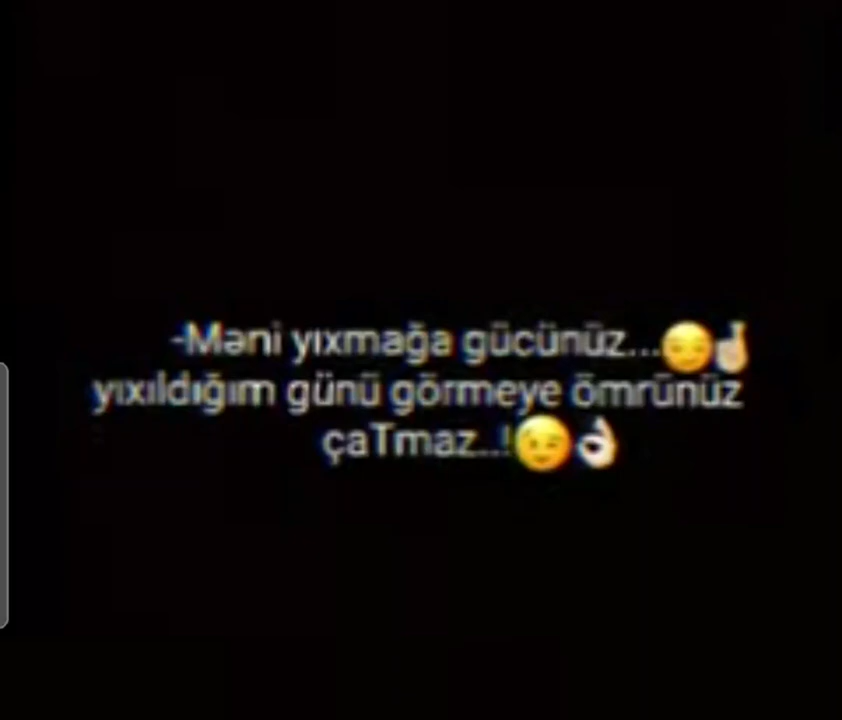 -Məni yıxmağa gücünüz...😏🤞
yıxıldığım günü görmeye ömrünüz
çaTmaz..!😉👌